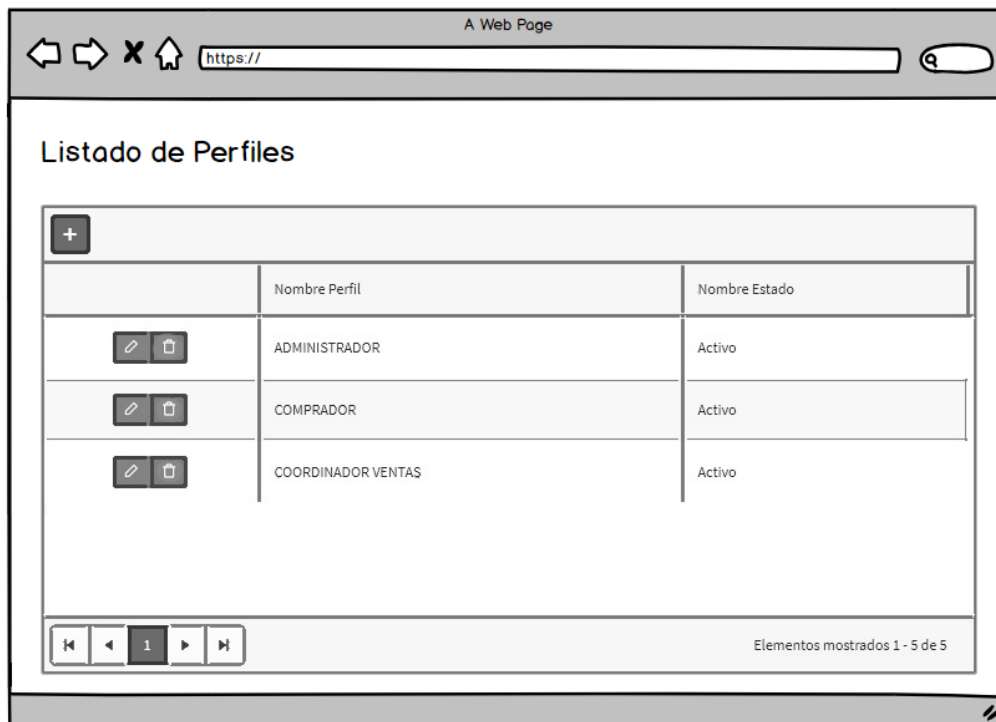 A Web Page
https://
Listado de Perfiles
+
Nombre Perfil Nombre Estado
ADMINISTRADOR Activo
COMPRADOR Activo
COORDINADOR VENTAS Activo
1 Elementos mostrados 1 - 5 de 5